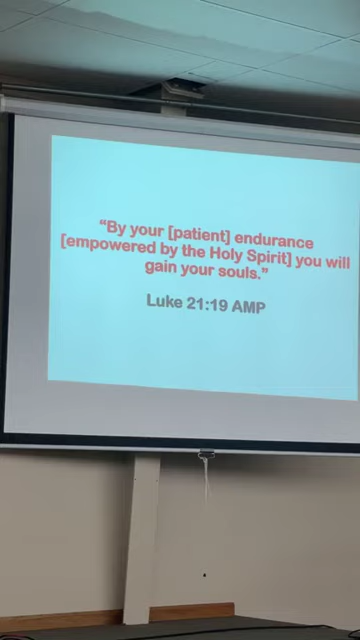 “By your [patient] endurance
[empowered by the Holy Spirit] you will
gain your souls.”
Luke 21:19 AMP